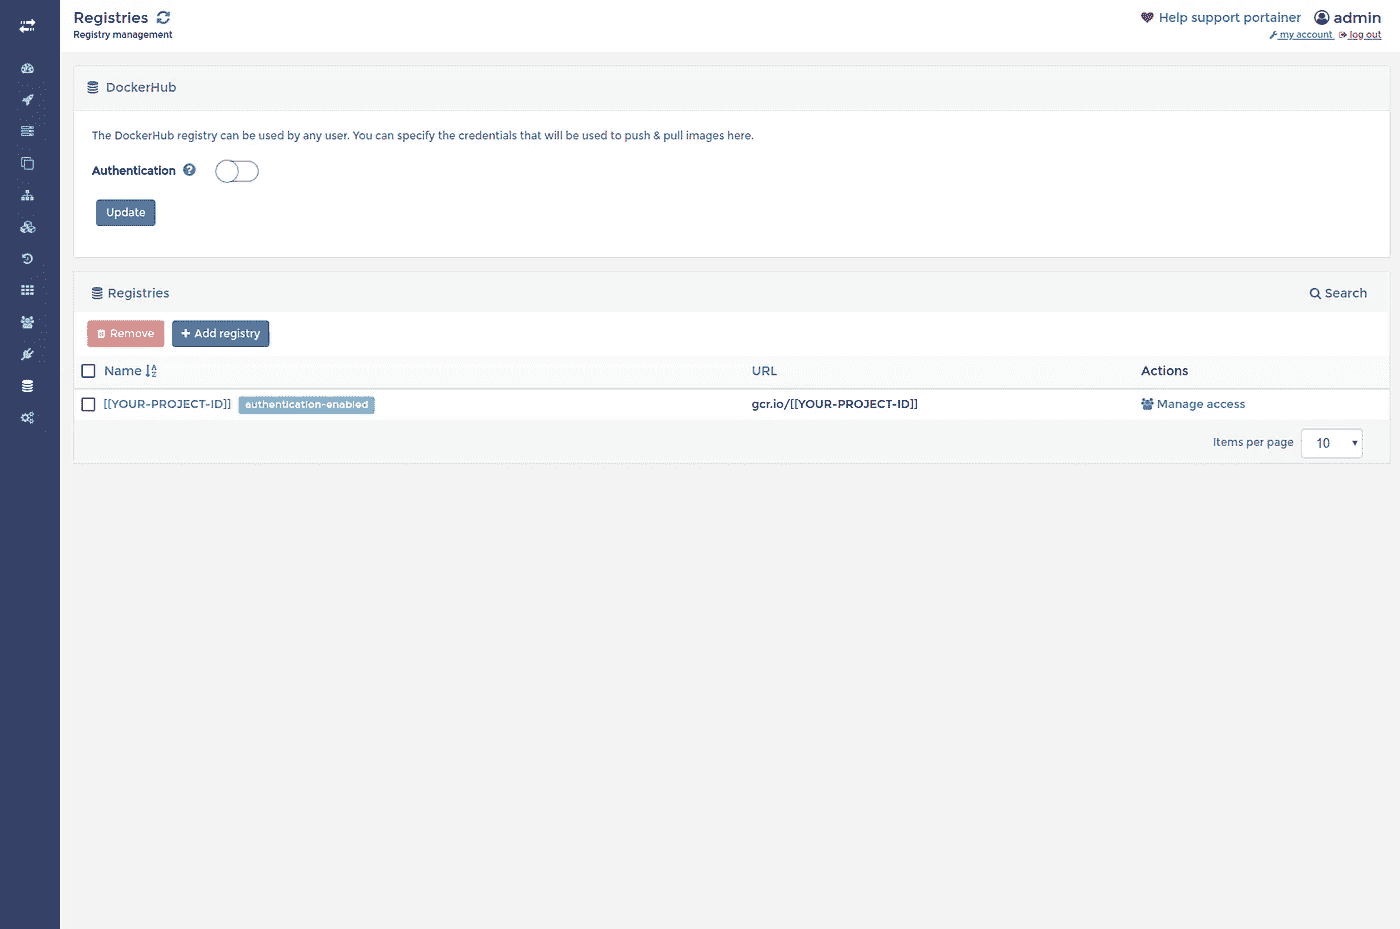 Registries
Registry management
Help support portainer
admin
my account
log out
DockerHub
The DockerHub registry can be used by any user. You can specify the credentials that will be used to push & pull images here.
Authentication
Update
Registries
Search
Remove
Add registry
Name
URL
Actions
[[YOUR-PROJECT-ID]]
authentication-enabled
gcr.io/[[YOUR-PROJECT-ID]]
Manage access
Items per page
10